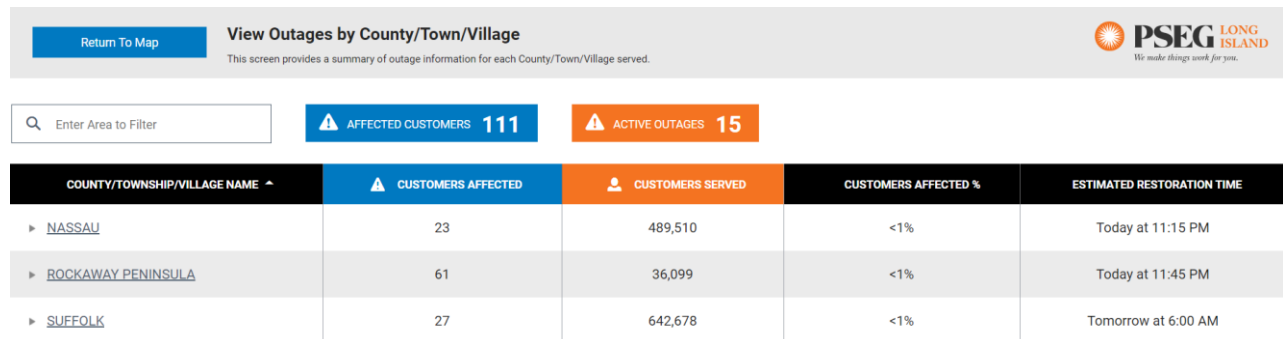 Return To Map
View Outages by County/Town/Village
This screen provides a summary of outage information for each County/Town/Village served.
PSEG LONG ISLAND
We make things work for you.
Enter Area to Filter
AFFECTED CUSTOMERS 111
ACTIVE OUTAGES 15
COUNTY/TOWNSHIP/VILLAGE NAME CUSTOMERS AFFECTED CUSTOMERS SERVED CUSTOMERS AFFECTED % ESTIMATED RESTORATION TIME
NASSAU 23 489,510 <1% Today at 11:15 PM
ROCKAWAY PENINSULA 61 36,099 <1% Today at 11:45 PM
SUFFOLK 27 642,678 <1% Tomorrow at 6:00 AM